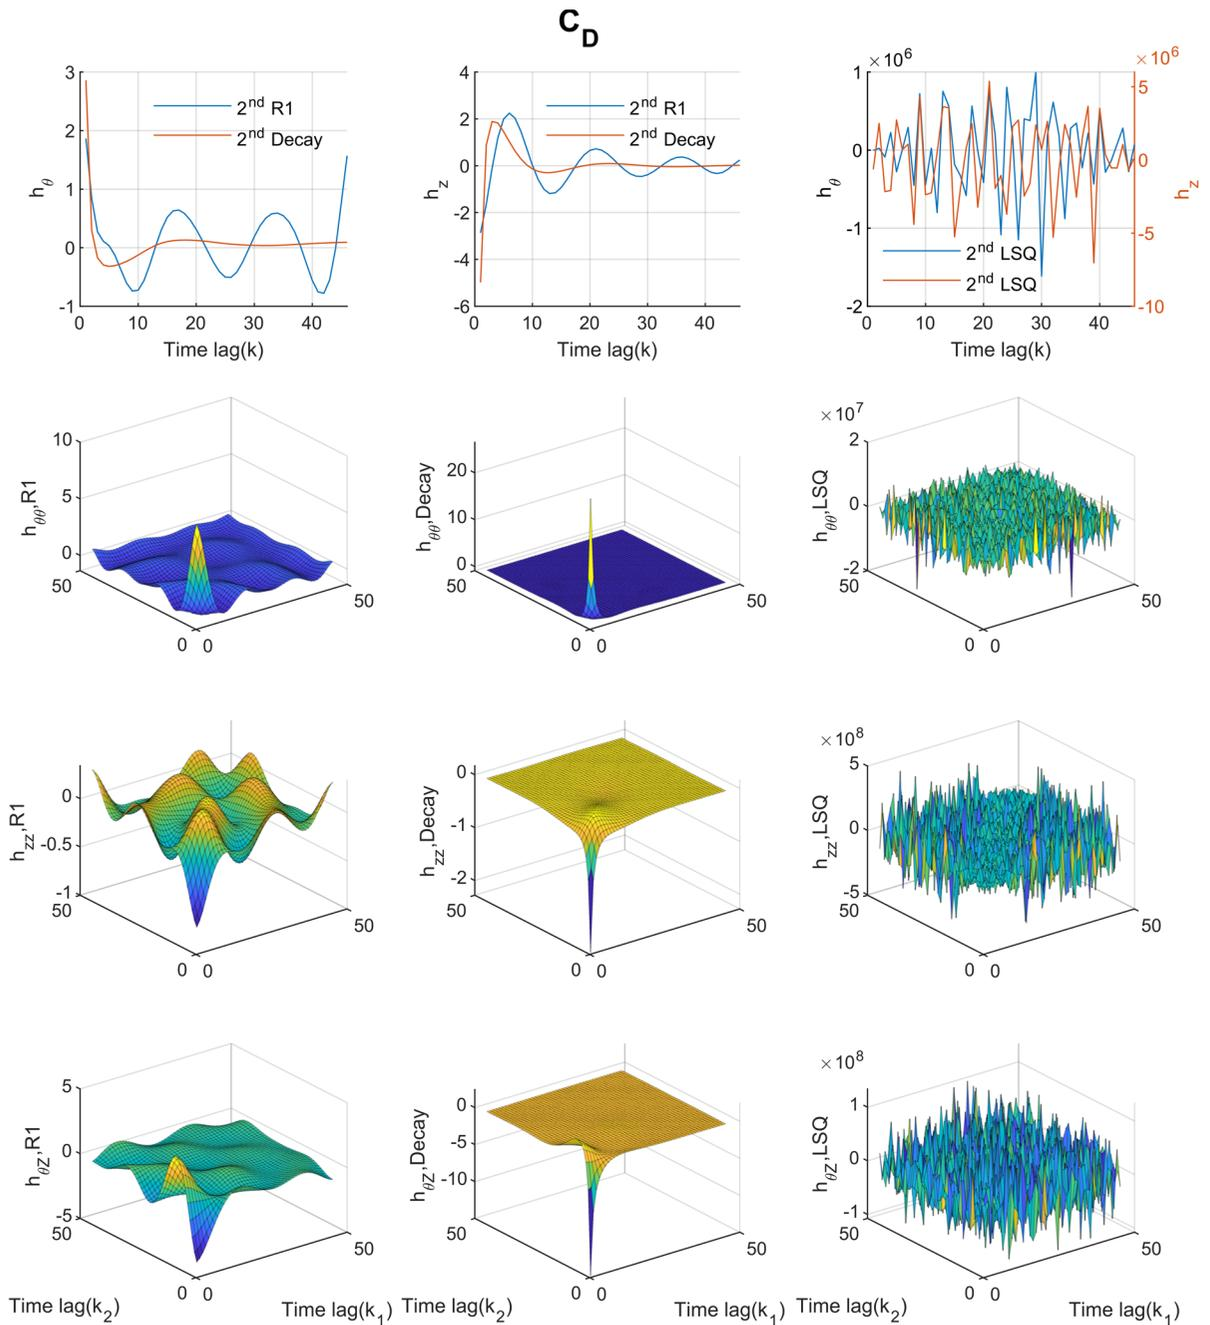 C_D
3
2
1
0
-1
h_θ
2^nd R1
2^nd Decay
0 10 20 30 40
Time lag(k)
4
2
0
-2
-4
-6
h_z
2^nd R1
2^nd Decay
0 10 20 30 40
Time lag(k)
×10^6
×10^6
1
0
-1
-2
h_θ
5
0
-5
-10
h_z
2^nd LSQ
2^nd LSQ
0 10 20 30 40
Time lag(k)
10
5
0
h_θθ,R1
50
50
0 0
20
10
0
h_θθ,Decay
50
50
0 0
×10^7
2
0
-2
h_θθ,LSQ
50
50
0 0
0
-0.5
-1
h_zz,R1
50
50
0 0
0
-1
-2
h_zz,Decay
50
50
0 0
×10^8
5
0
-5
h_zz,LSQ
50
50
0 0
5
0
-5
h_θZ,R1
50
50
0 0
Time lag(k_2)
Time lag(k_1)
0
-5
-10
h_θZ,Decay
50
50
0 0
Time lag(k_2)
Time lag(k_1)
×10^8
1
0
-1
h_θZ,LSQ
50
50
0 0
Time lag(k_2)
Time lag(k_1)